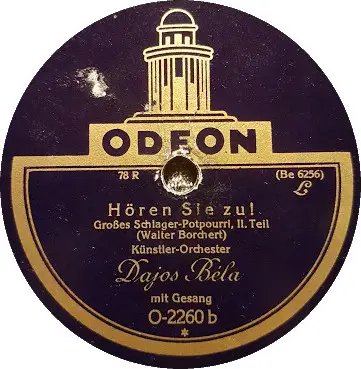 ODEON
78 R
(Be 6256)
L
Hören Sie zu!
Großes Schlager-Potpourri, II. Teil
(Walter Borchert)
Künstler-Orchester
Dajos Béla
mit Gesang
O-2260 b
*